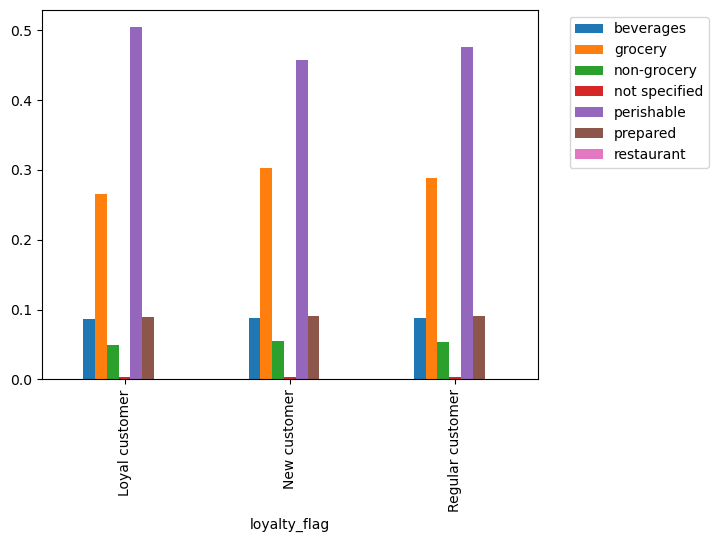 0.5
0.4
0.3
0.2
0.1
0.0
Loyal customer
New customer
Regular customer
loyalty_flag
beverages
grocery
non-grocery
not specified
perishable
prepared
restaurant